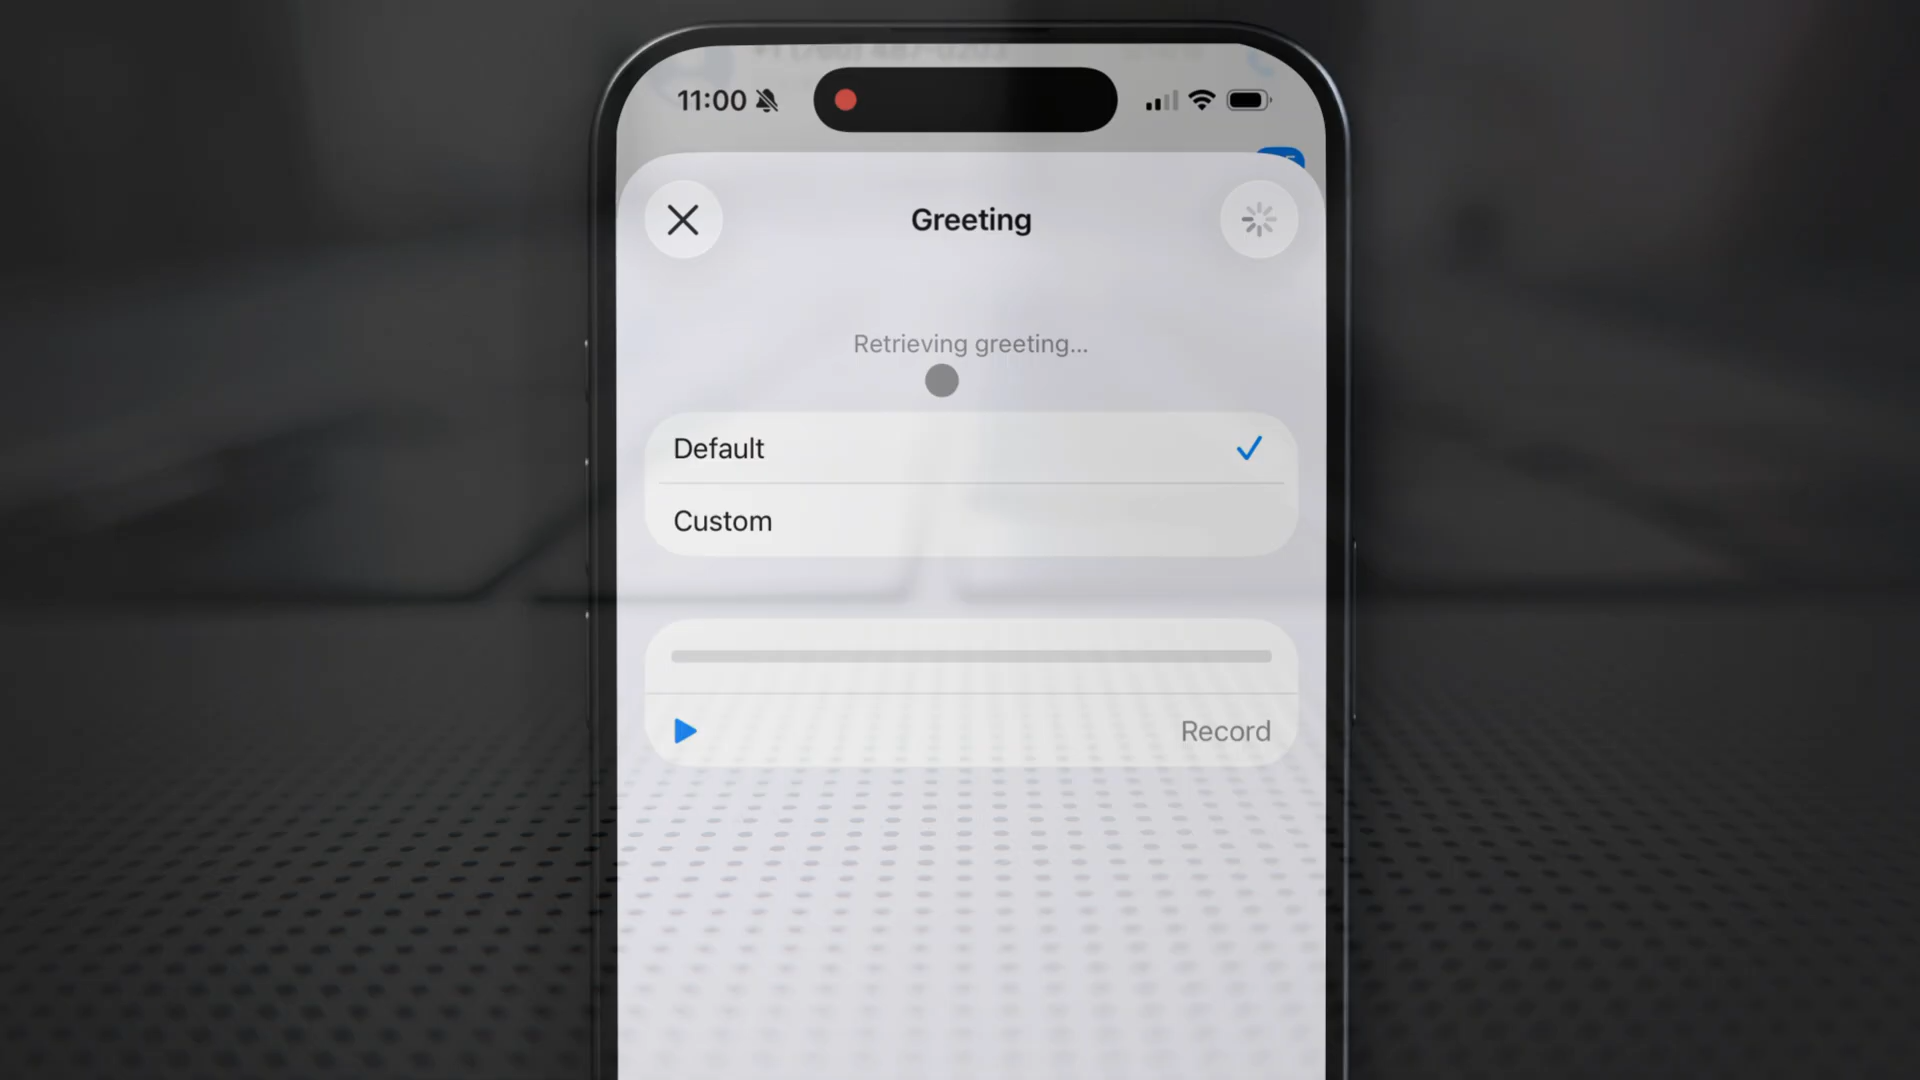 11:00
Greeting
Retrieving greeting...
Default
Custom
Record